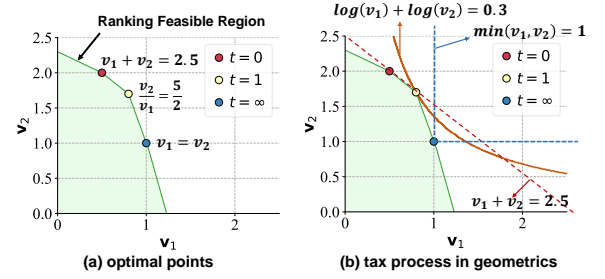 Ranking Feasible Region
2.5
2.0
1.5
1.0
0.5
0.0
0
1
2
v₂
v₁
v₁ + v₂ = 2.5
v₂/v₁ = 5/2
v₁ = v₂
t = 0
t = 1
t = ∞
(a) optimal points
log(v₁) + log(v₂) = 0.3
min(v₁, v₂) = 1
2.5
2.0
1.5
1.0
0.5
0.0
0
1
2
v₂
v₁
t = 0
t = 1
t = ∞
v₁ + v₂ = 2.5
(b) tax process in geometrics